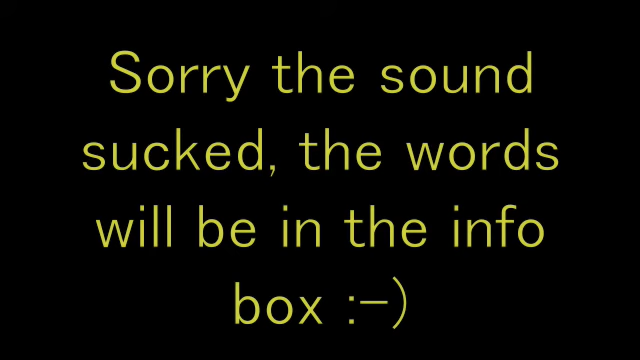 Sorry the sound
sucked, the words
will be in the info
box :-)